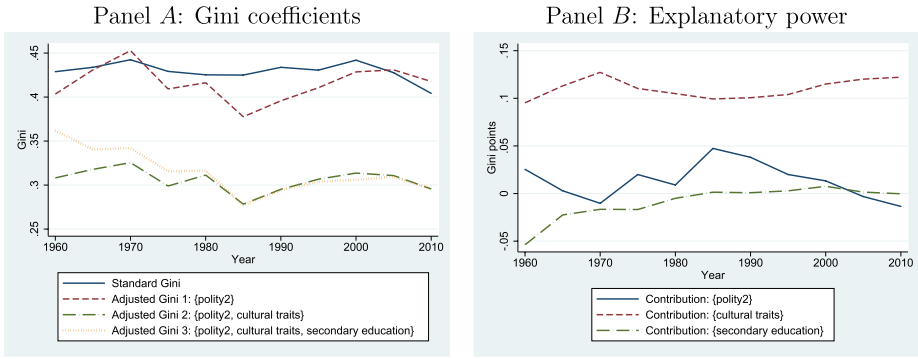 Panel A: Gini coefficients
.45
.4
.35
.3
.25
Gini
1960 1970 1980 1990 2000 2010
Year
Standard Gini
Adjusted Gini 1: {polity2}
Adjusted Gini 2: {polity2, cultural traits}
Adjusted Gini 3: {polity2, cultural traits, secondary education}
Panel B: Explanatory power
.15
.1
.05
0
-.05
Gini points
1960 1970 1980 1990 2000 2010
Year
Contribution: {polity2}
Contribution: {cultural traits}
Contribution: {secondary education}